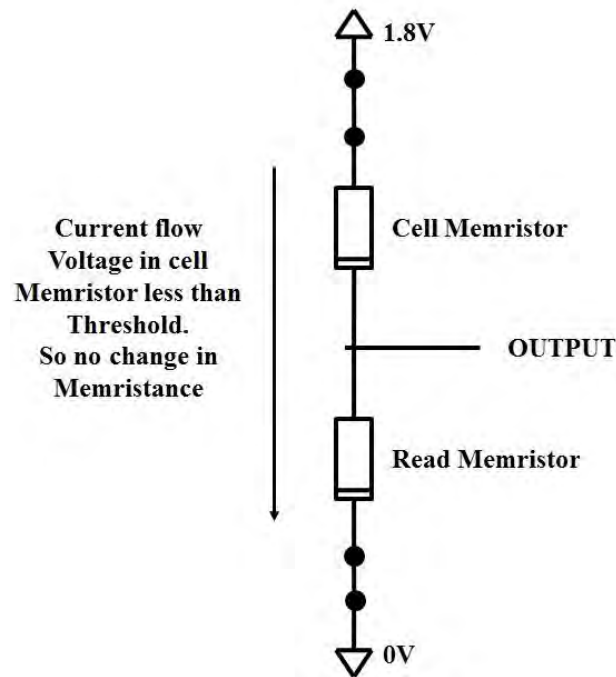 1.8V
Cell Memristor
Current flow
Voltage in cell
Memristor less than
Threshold.
So no change in
Memristance
OUTPUT
Read Memristor
0V